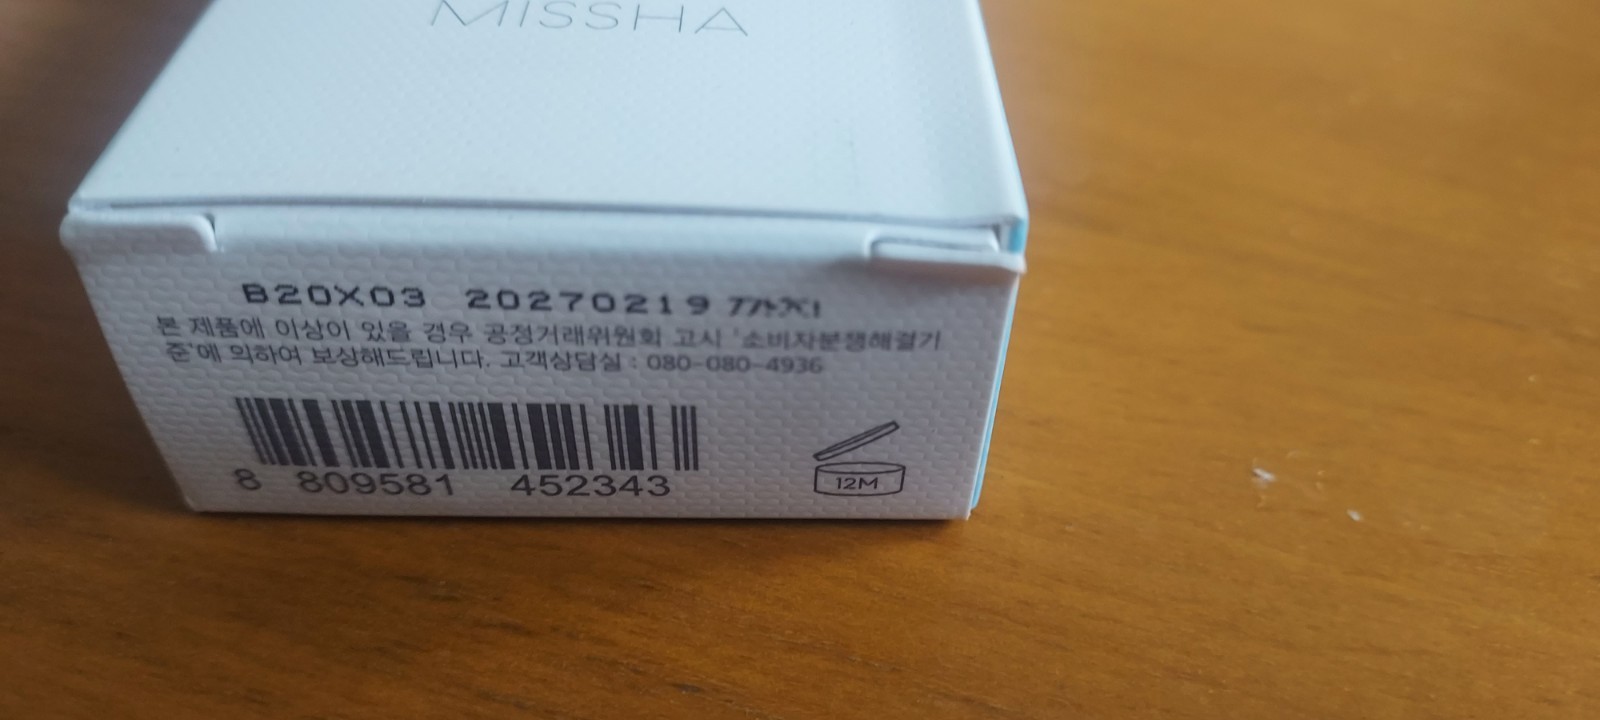 MISSHA
B20X03 20270219 까지
본 제품에 이상이 있을 경우 공정거래위원회 고시 '소비자분쟁해결기
준'에 의하여 보상해드립니다. 고객상담실 : 080-080-4936
8 809581 452343
12M